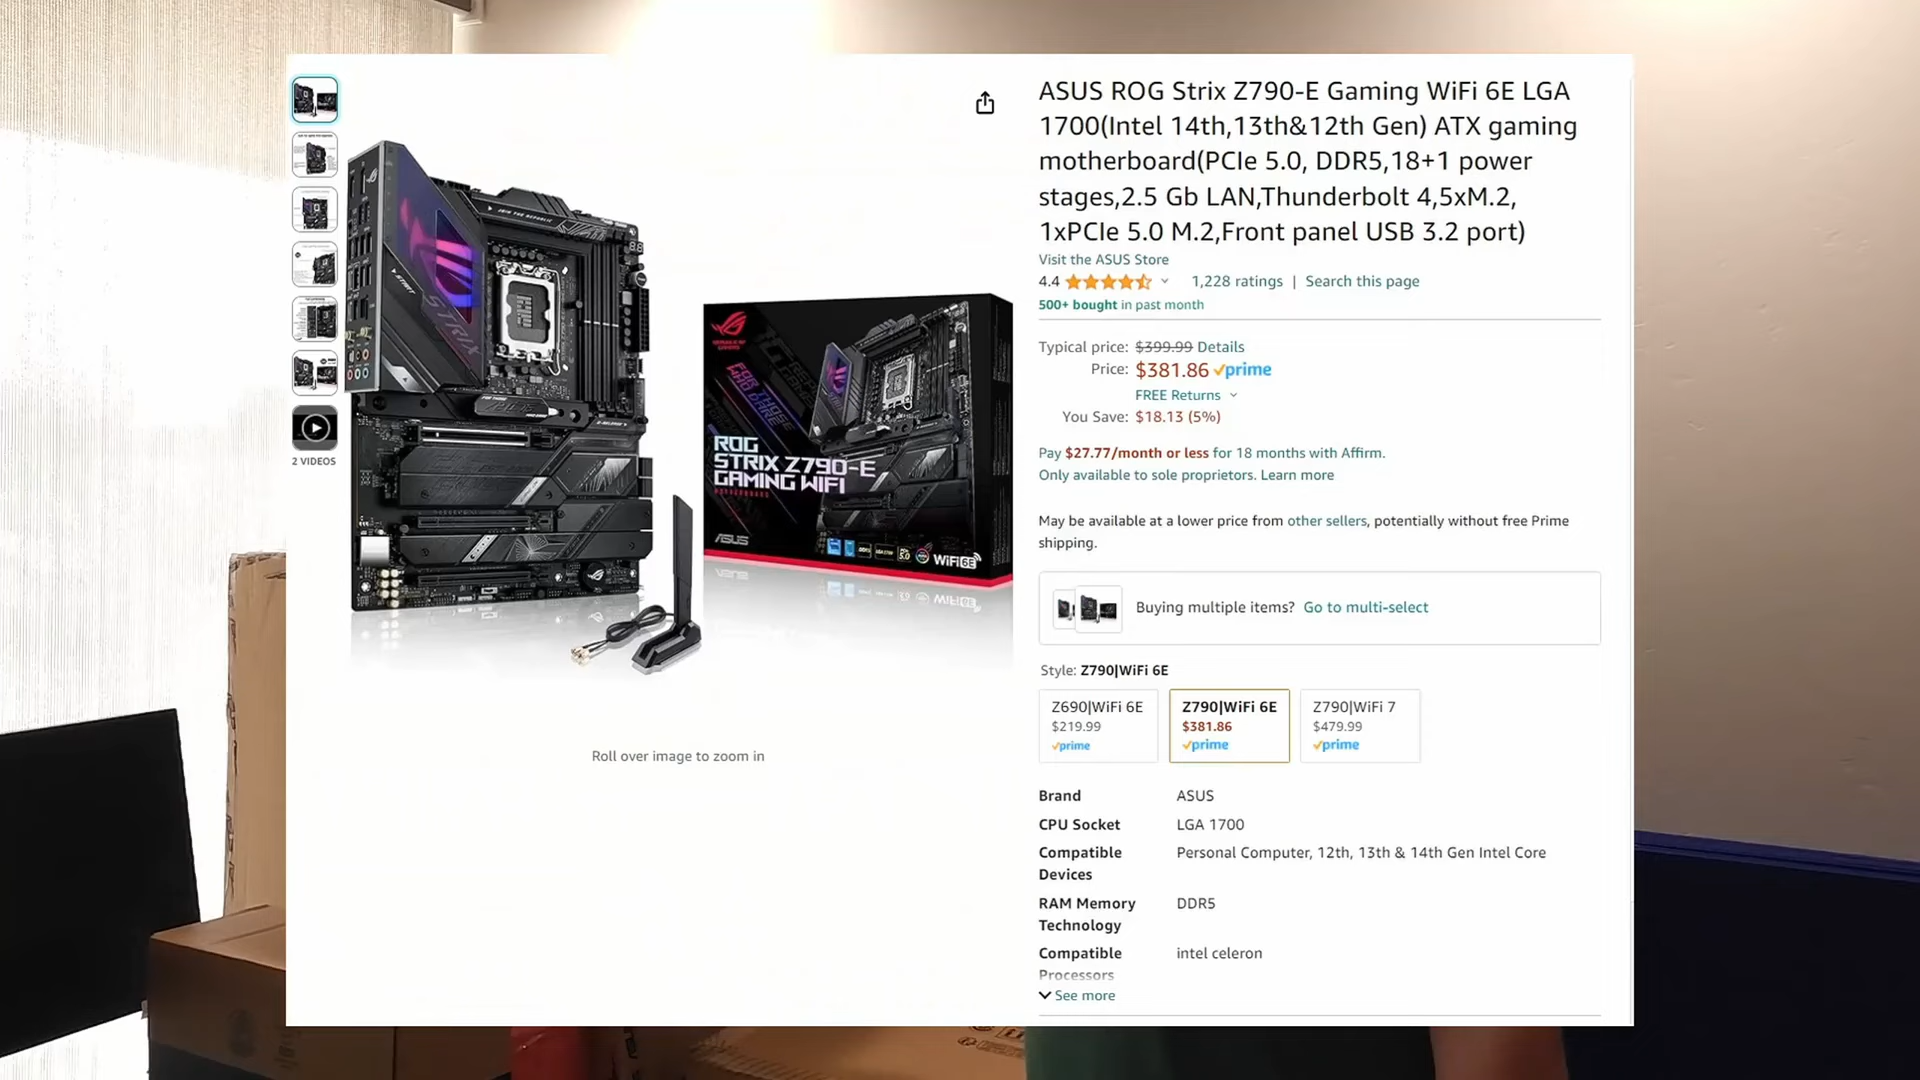 ASUS ROG Strix Z790-E Gaming WiFi 6E LGA
1700(Intel 14th,13th&12th Gen) ATX gaming
motherboard(PCIe 5.0, DDR5,18+1 power
stages,2.5 Gb LAN,Thunderbolt 4,5xM.2,
1xPCIe 5.0 M.2,Front panel USB 3.2 port)
Visit the ASUS Store
4.4 1,228 ratings | Search this page
500+ bought in past month
Typical price: $399.99 Details
Price: $381.86 prime
FREE Returns
You Save: $18.13 (5%)
Pay $27.77/month or less for 18 months with Affirm.
Only available to sole proprietors. Learn more
May be available at a lower price from other sellers, potentially without free Prime
shipping.
Buying multiple items? Go to multi-select
Style: Z790|WiFi 6E
Z690|WiFi 6E
$219.99
prime
Z790|WiFi 6E
$381.86
prime
Z790|WiFi 7
$479.99
prime
Brand ASUS
CPU Socket LGA 1700
Compatible Devices Personal Computer, 12th, 13th & 14th Gen Intel Core
RAM Memory Technology DDR5
Compatible Processors intel celeron
See more
2 VIDEOS
JOIN THE REPUBLIC
START
STRIX
FOR THOSE
WHO DARE
ROG
STRIX Z790-E
GAMING WIFI
ASUS
WiFi 6E
Roll over image to zoom in